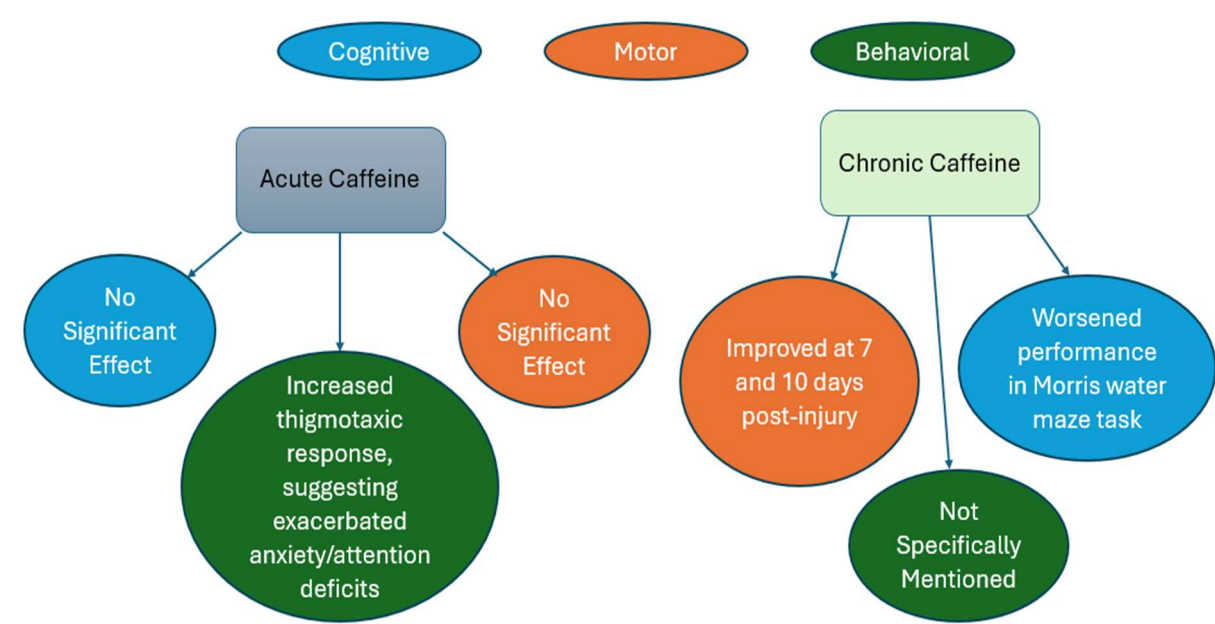 Cognitive
Motor
Behavioral
Acute Caffeine
Chronic Caffeine
No
Significant
Effect
Increased
thigmotaxic
response,
suggesting
exacerbated
anxiety/attention
deficits
No
Significant
Effect
Improved at 7
and 10 days
post-injury
Not
Specifically
Mentioned
Worsened
performance
in Morris water
maze task